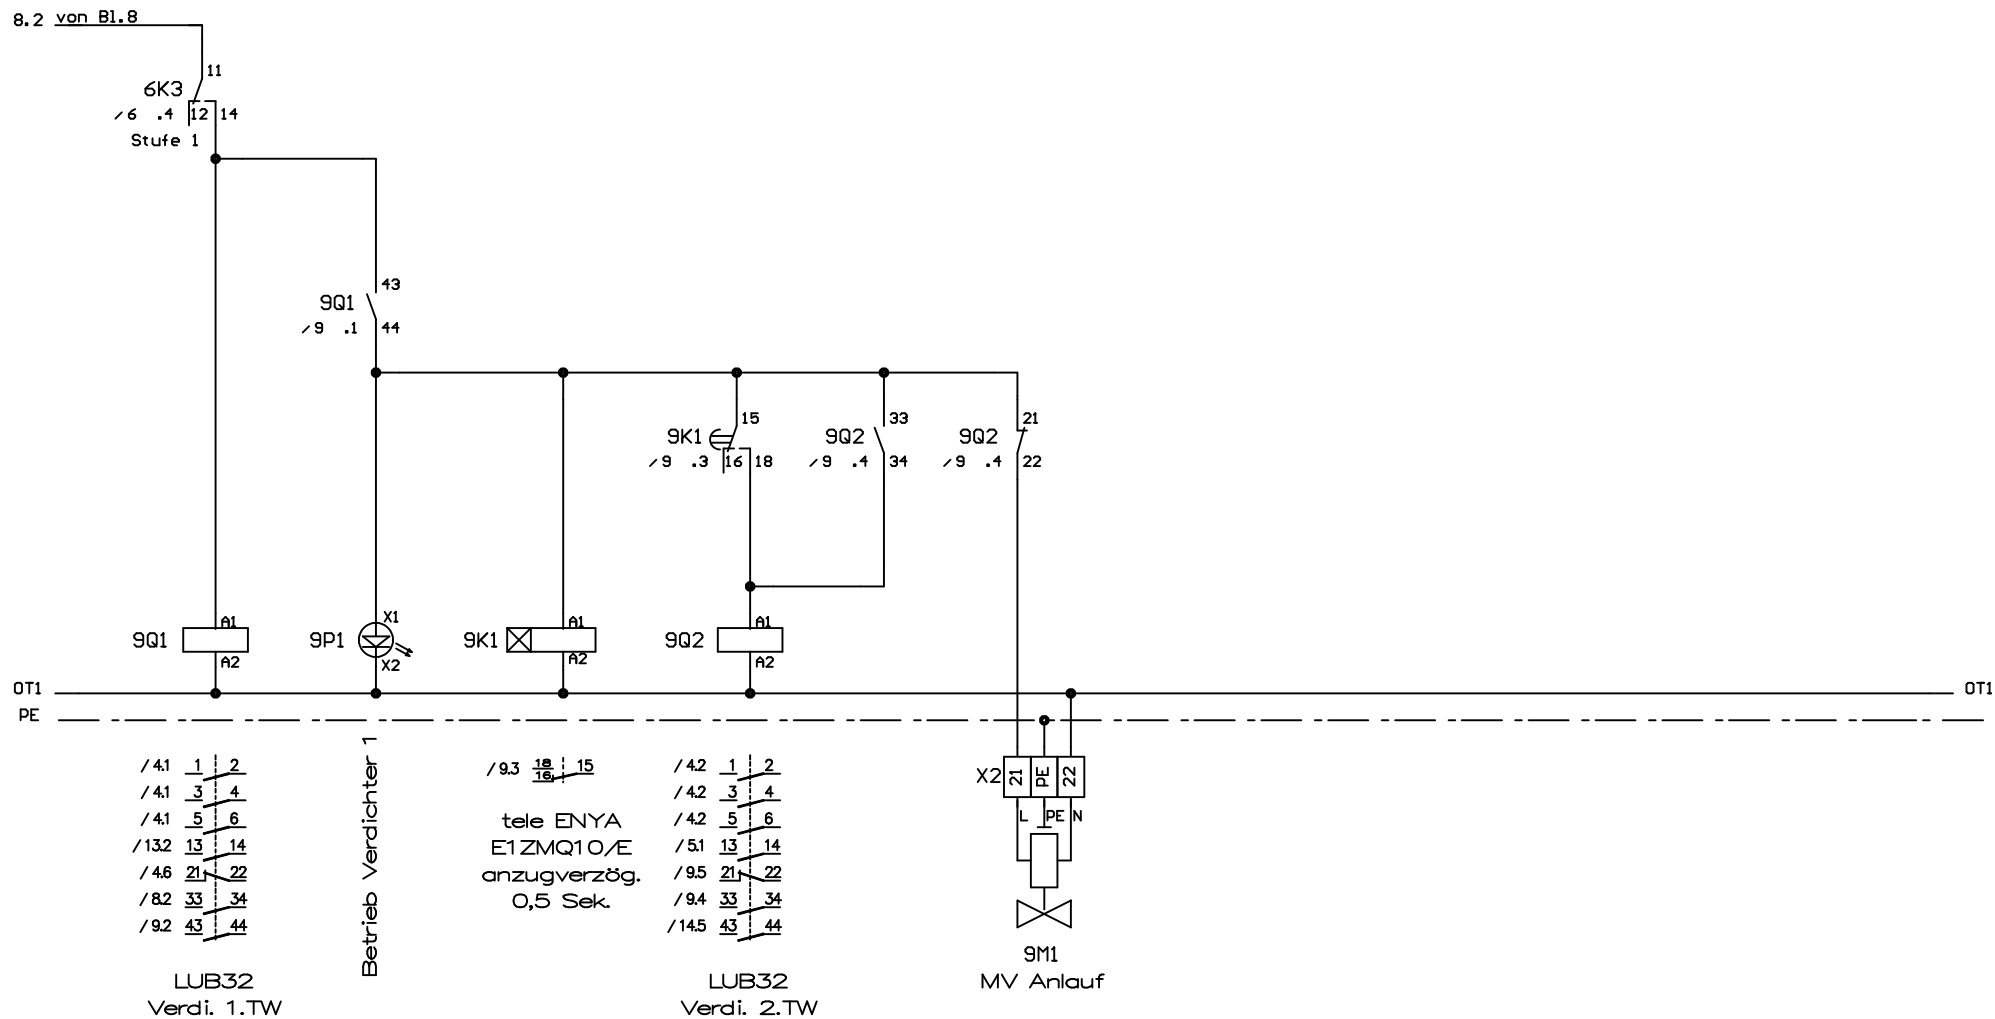 8.2 von Bl.8
11
6K3
/6 .4 12 14
Stufe 1
43
9Q1
/9 .1 44
15 33 21
9K1 9Q2 9Q2
/9 .3 16 18 /9 .4 34 /9 .4 22
9Q1 A1 A2
9P1 X1 X2
9K1 A1 A2
9Q2 A1 A2
0T1 0T1
PE
/4.1 1 2
/4.1 3 4
/4.1 5 6
/13.2 13 14
/4.6 21 22
/8.2 33 34
/9.2 43 44
LUB32
Verdi. 1.TW
Betrieb Verdichter 1
/9.3 18 16 15
tele ENYA
E1ZMQ10/E
anzugverzög.
0,5 Sek.
/4.2 1 2
/4.2 3 4
/4.2 5 6
/5.1 13 14
/9.5 21 22
/9.4 33 34
/14.5 43 44
LUB32
Verdi. 2.TW
X2 21 PE 22
L PE N
9M1
MV Anlauf